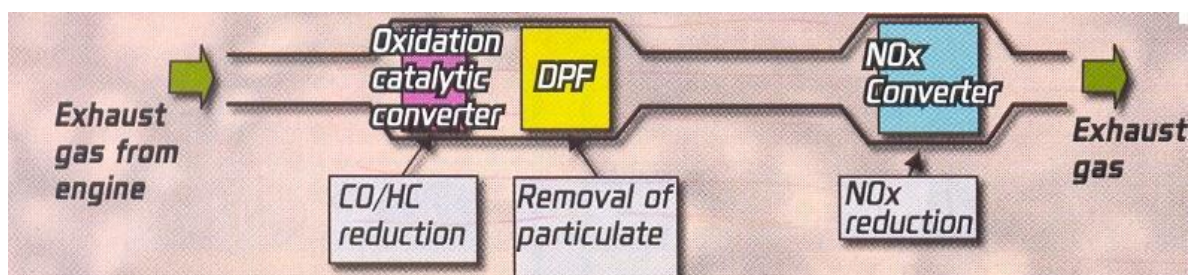 Exhaust
gas from
engine
Oxidation
catalytic
converter
DPF
NOx
Converter
Exhaust
gas
CO/HC
reduction
Removal of
particulate
NOx
reduction